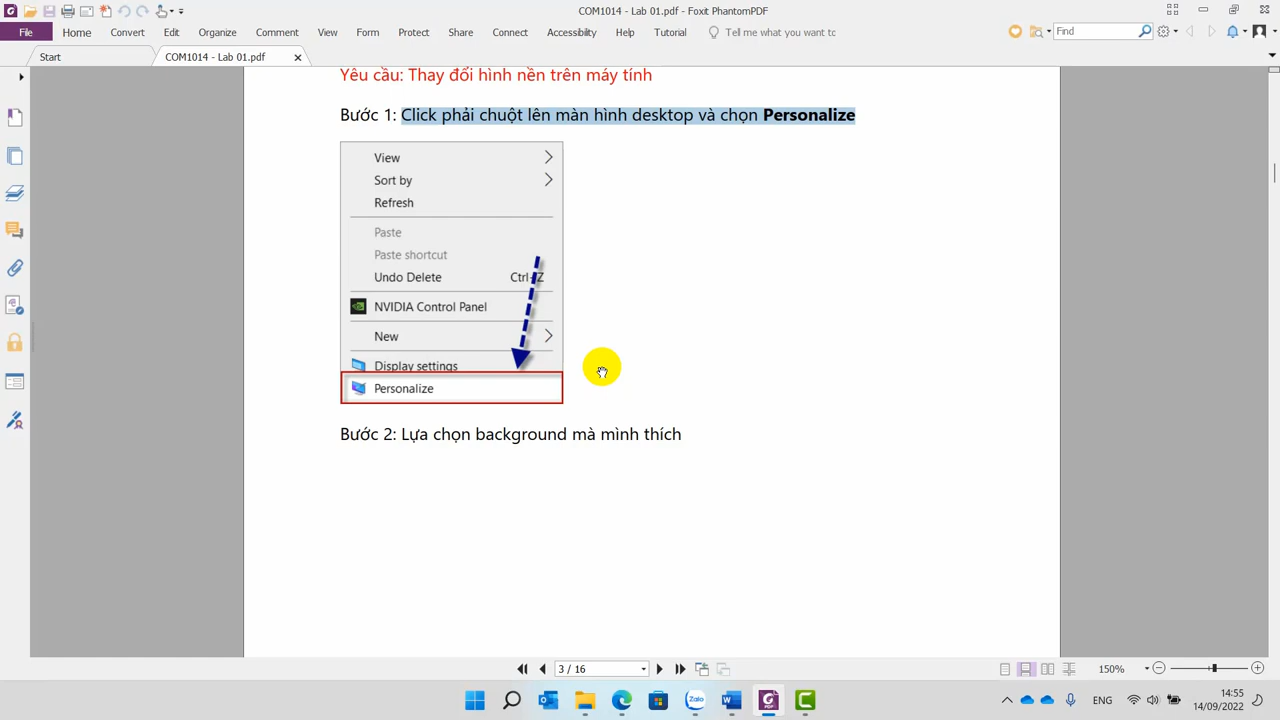 COM1014 - Lab 01.pdf - Foxit PhantomPDF
File Home Convert Edit Organize Comment View Form Protect Share Connect Accessibility Help Tutorial Tell me what you want tc Find
Start COM1014 - Lab 01.pdf
Yêu cầu: Thay đổi hình nền trên máy tính
Bước 1: Click phải chuột lên màn hình desktop và chọn Personalize
View
Sort by
Refresh
Paste
Paste shortcut
Undo Delete Ctrl+Z
NVIDIA Control Panel
New
Display settings
Personalize
Bước 2: Lựa chọn background mà mình thích
3 / 16 150%
Zalo ENG 14:55
14/09/2022